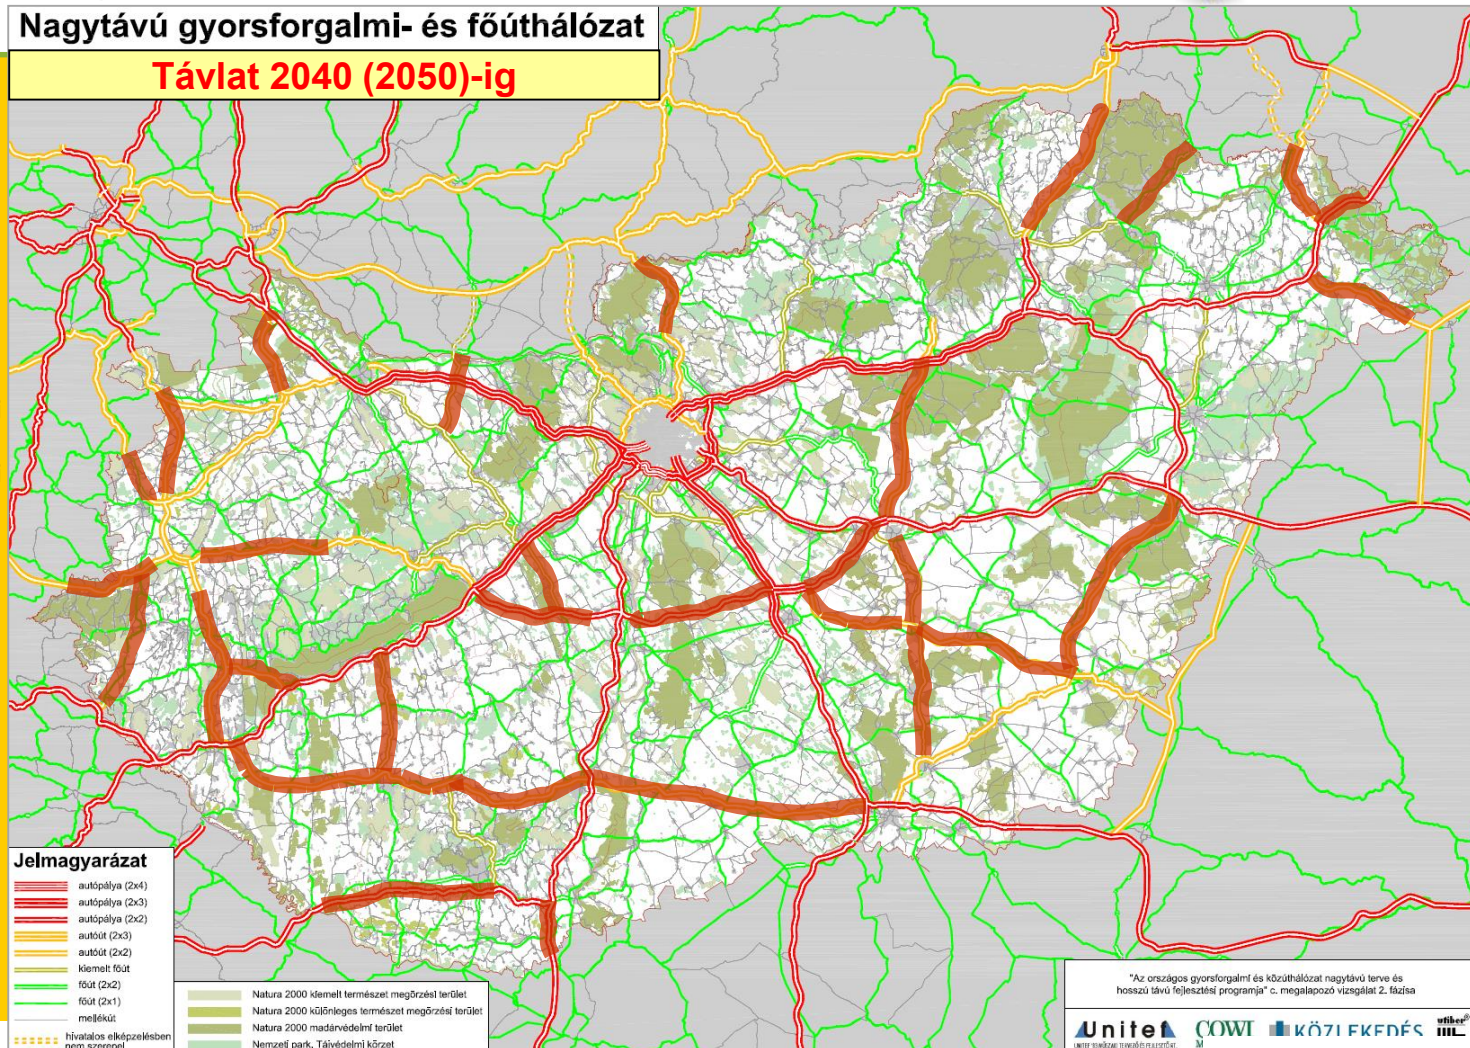 Nagytávú gyorsforgalmi- és főúthálózat
Távlat 2040 (2050)-ig
Jelmagyarázat
autópálya (2x4)
autópálya (2x3)
autópálya (2x2)
autóút (2x3)
autóút (2x2)
kiemelt főút
főút (2x2)
főút (2x1)
mellékút
hivatalos elképzelésben
nem szerepel
Natura 2000 kiemelt természet megőrzési terület
Natura 2000 különleges természet megőrzési terület
Natura 2000 madárvédelmi terület
Nemzeti park, Tájvédelmi körzet
"Az országos gyorsforgalmi és közúthálózat nagytávú terve és
hosszú távú fejlesztési programja" c. megalapozó vizsgálat 2. fázisa
Unitef COWI KÖZLEKEDÉS utiber
M